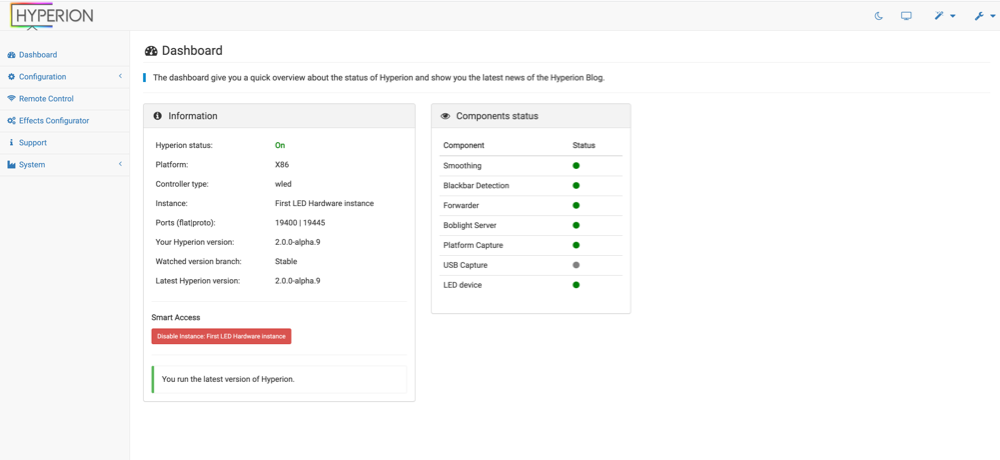 HYPERION
Dashboard
Configuration
Remote Control
Effects Configurator
Support
System
Dashboard
The dashboard give you a quick overview about the status of Hyperion and show you the latest news of the Hyperion Blog.
Information
Hyperion status: On
Platform: X86
Controller type: wled
Instance: First LED Hardware instance
Ports (flat|proto): 19400 | 19445
Your Hyperion version: 2.0.0-alpha.9
Watched version branch: Stable
Latest Hyperion version: 2.0.0-alpha.9
Smart Access
Disable Instance: First LED Hardware instance
You run the latest version of Hyperion.
Components status
Component Status
Smoothing
Blackbar Detection
Forwarder
Boblight Server
Platform Capture
USB Capture
LED device